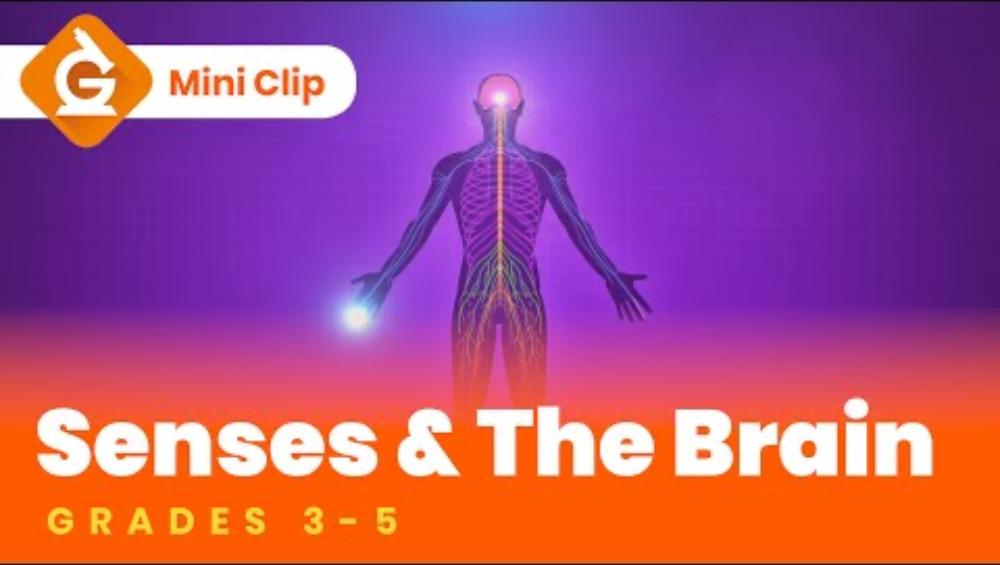 G Mini Clip
Senses & The Brain
GRADES 3-5